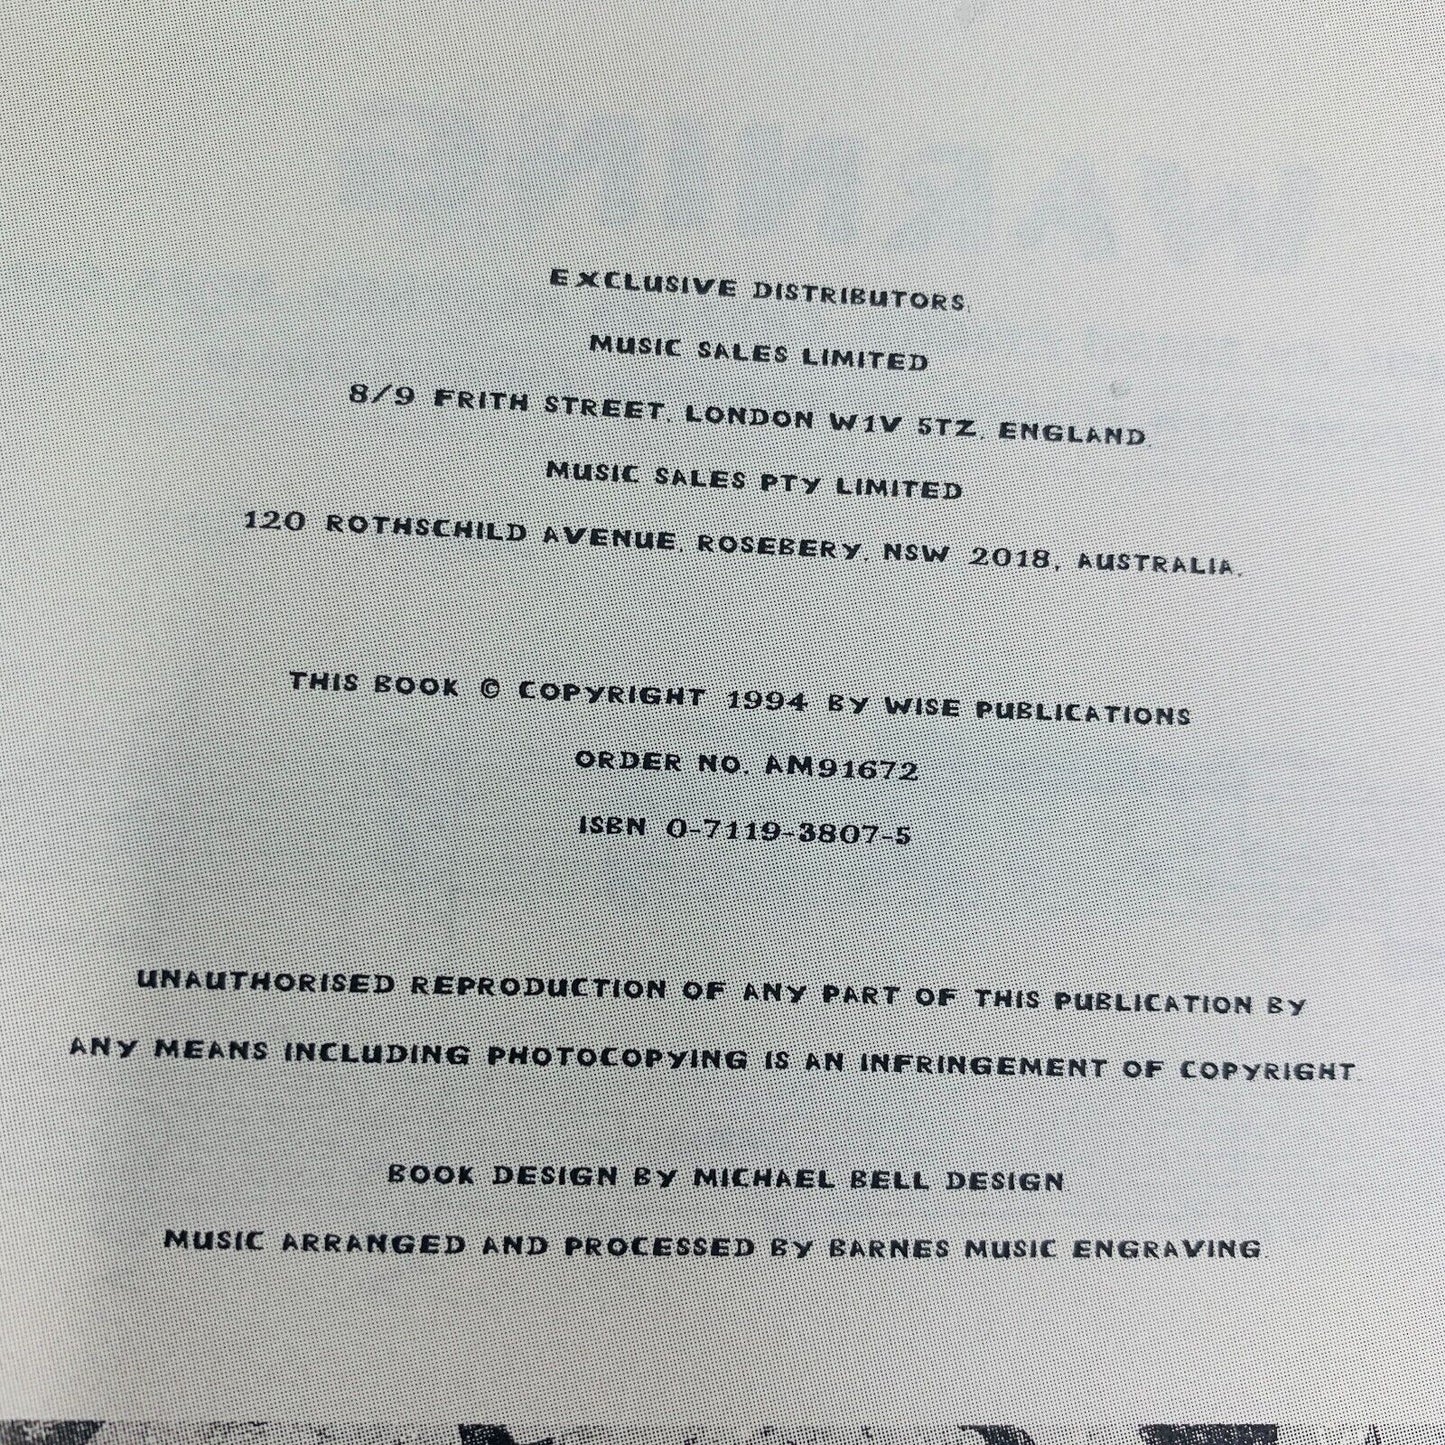 EXCLUSIVE DISTRIBUTORS:
MUSIC SALES LIMITED
8/9 FRITH STREET, LONDON W1V 5TZ, ENGLAND.
MUSIC SALES PTY LIMITED
120 ROTHSCHILD AVENUE, ROSEBERY, NSW 2018, AUSTRALIA.
THIS BOOK © COPYRIGHT 1994 BY WISE PUBLICATIONS
ORDER NO. AM91672
ISBN 0-7119-3807-5
UNAUTHORISED REPRODUCTION OF ANY PART OF THIS PUBLICATION BY
ANY MEANS INCLUDING PHOTOCOPYING IS AN INFRINGEMENT OF COPYRIGHT.
BOOK DESIGN BY MICHAEL BELL DESIGN
MUSIC ARRANGED AND PROCESSED BY BARNES MUSIC ENGRAVING.